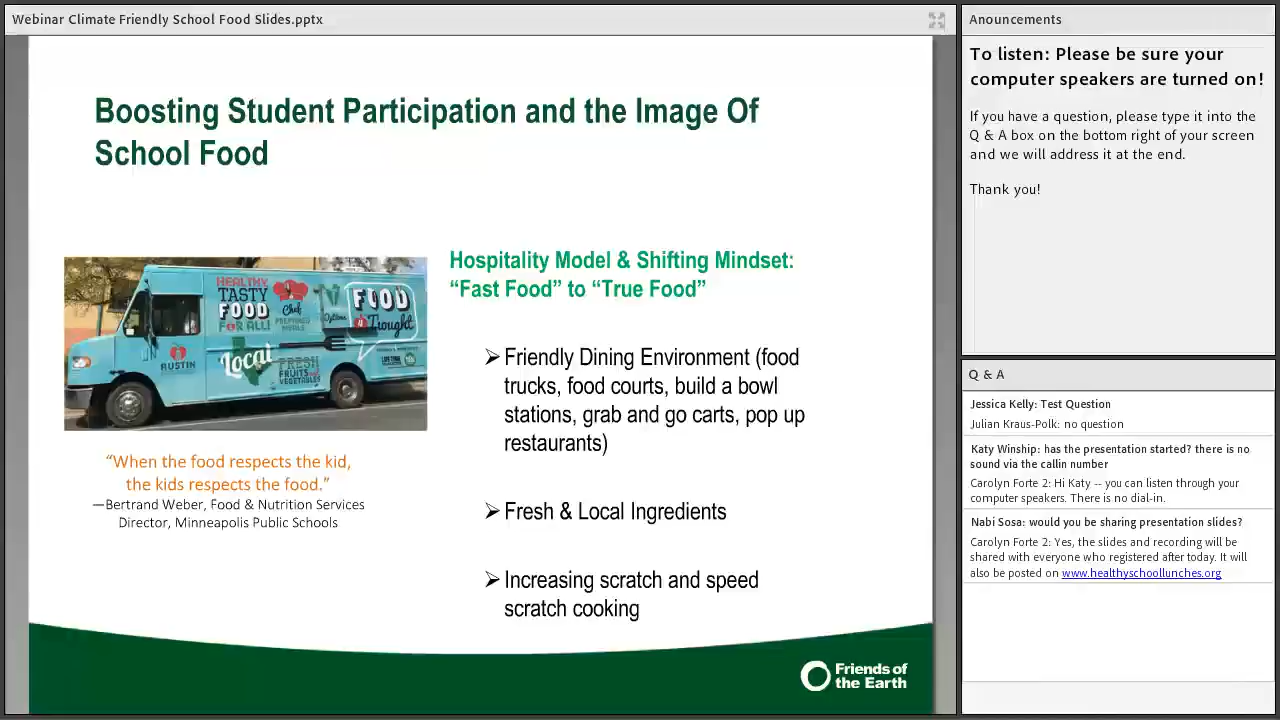 Webinar Climate Friendly School Food Slides.pptx
Boosting Student Participation and the Image Of
School Food
HEALTHY
TASTY
FOOD
FOR ALL!
Chef
PREPARED
MEALS
Options
FOOD
4
Thought
AUSTIN
Local
FRESH
FRUITS AND
VEGETABLES
“When the food respects the kid,
the kids respects the food.”
—Bertrand Weber, Food & Nutrition Services
Director, Minneapolis Public Schools
Hospitality Model & Shifting Mindset:
“Fast Food” to “True Food”
➢ Friendly Dining Environment (food
trucks, food courts, build a bowl
stations, grab and go carts, pop up
restaurants)
➢ Fresh & Local Ingredients
➢ Increasing scratch and speed
scratch cooking
Friends of
the Earth
Anouncements
To listen: Please be sure your
computer speakers are turned on!
If you have a question, please type it into the
Q & A box on the bottom right of your screen
and we will address it at the end.
Thank you!
Q & A
Jessica Kelly: Test Question
Julian Kraus-Polk: no question
Katy Winship: has the presentation started? there is no
sound via the callin number
Carolyn Forte 2: Hi Katy -- you can listen through your
computer speakers. There is no dial-in.
Nabi Sosa: would you be sharing presentation slides?
Carolyn Forte 2: Yes, the slides and recording will be
shared with everyone who registered after today. It will
also be posted on www.healthyschoollunches.org